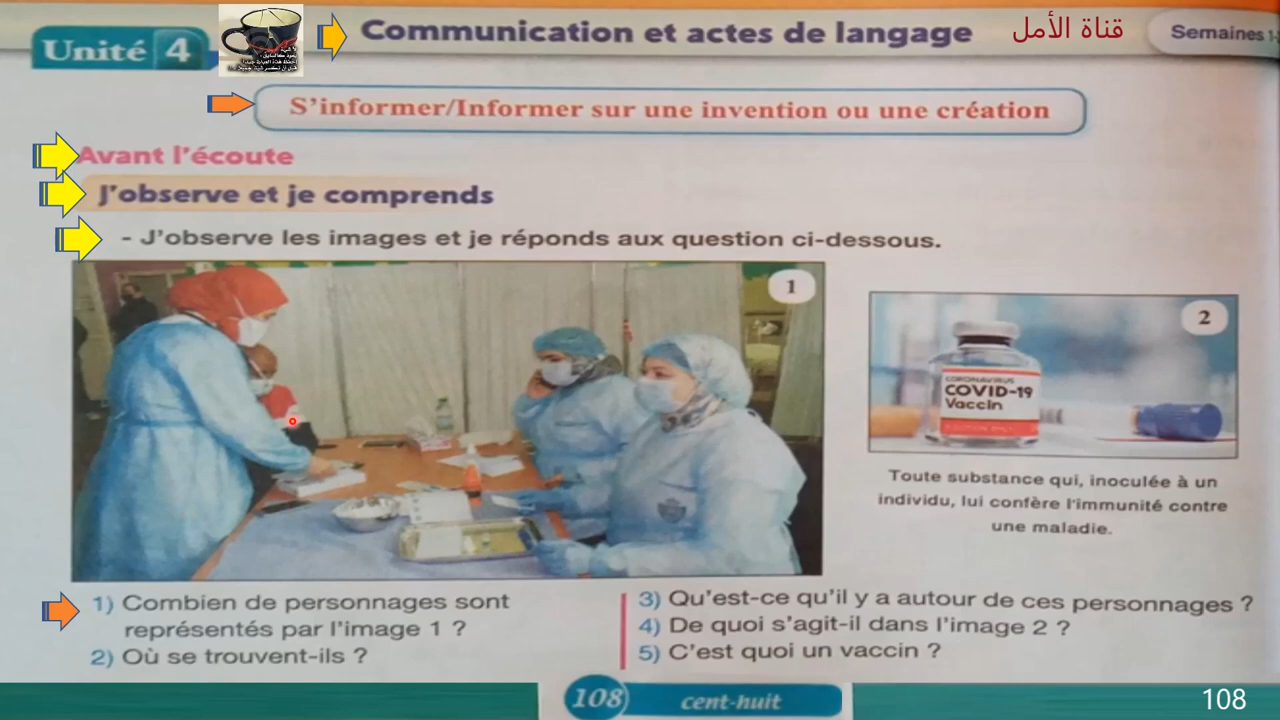 Unité 4
Communication et actes de langage
قناة الأمل
Semaines 1-
S'informer/Informer sur une invention ou une création
Avant l'écoute
J'observe et je comprends
- J'observe les images et je réponds aux question ci-dessous.
1
2
CORONAVIRUS
COVID-19
Vaccin
Toute substance qui, inoculée à un
individu, lui confère l'immunité contre
une maladie.
1) Combien de personnages sont
représentés par l'image 1 ?
2) Où se trouvent-ils ?
3) Qu'est-ce qu'il y a autour de ces personnages ?
4) De quoi s'agit-il dans l'image 2 ?
5) C'est quoi un vaccin ?
108
cent-huit
108